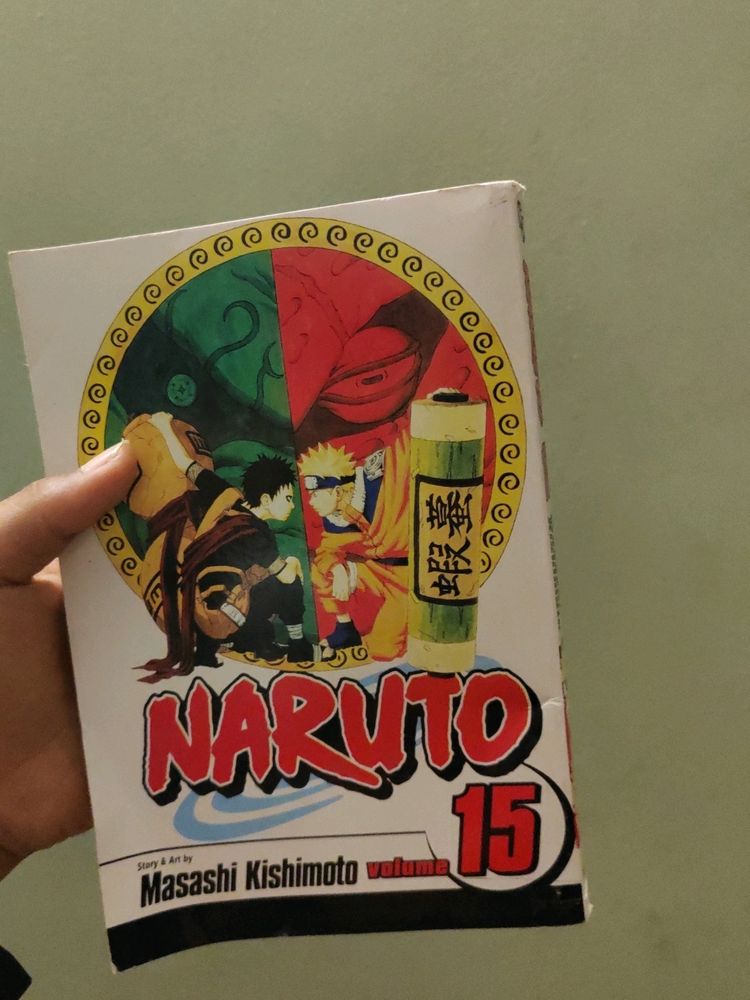 蝦蟇
NARUTO
15
Story & Art by
Masashi Kishimoto volume